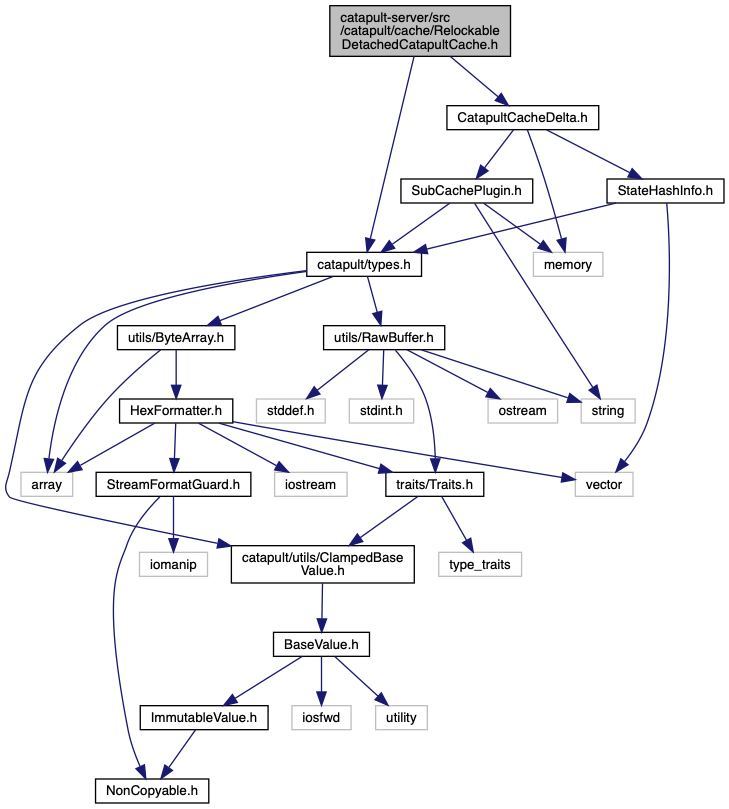 catapult-server/src
/catapult/cache/Relockable
DetachedCatapultCache.h
CatapultCacheDelta.h
SubCachePlugin.h
StateHashInfo.h
catapult/types.h
memory
utils/ByteArray.h
utils/RawBuffer.h
HexFormatter.h
stddef.h
stdint.h
ostream
string
array
StreamFormatGuard.h
iostream
traits/Traits.h
vector
iomanip
catapult/utils/ClampedBase
Value.h
type_traits
BaseValue.h
ImmutableValue.h
iosfwd
utility
NonCopyable.h